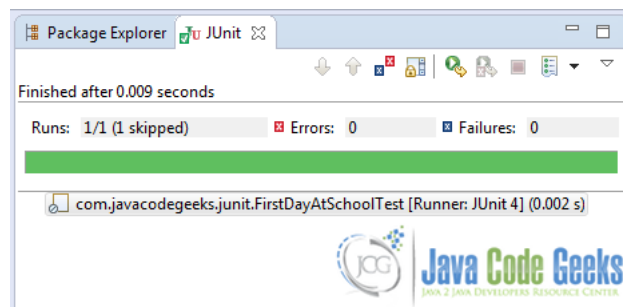 Package Explorer JUnit
Finished after 0.009 seconds
Runs: 1/1 (1 skipped) Errors: 0 Failures: 0
com.javacodegeeks.junit.FirstDayAtSchoolTest [Runner: JUnit 4] (0.002 s)
JCG Java Code Geeks
JAVA 2 JAVA DEVELOPERS RESOURCE CENTER